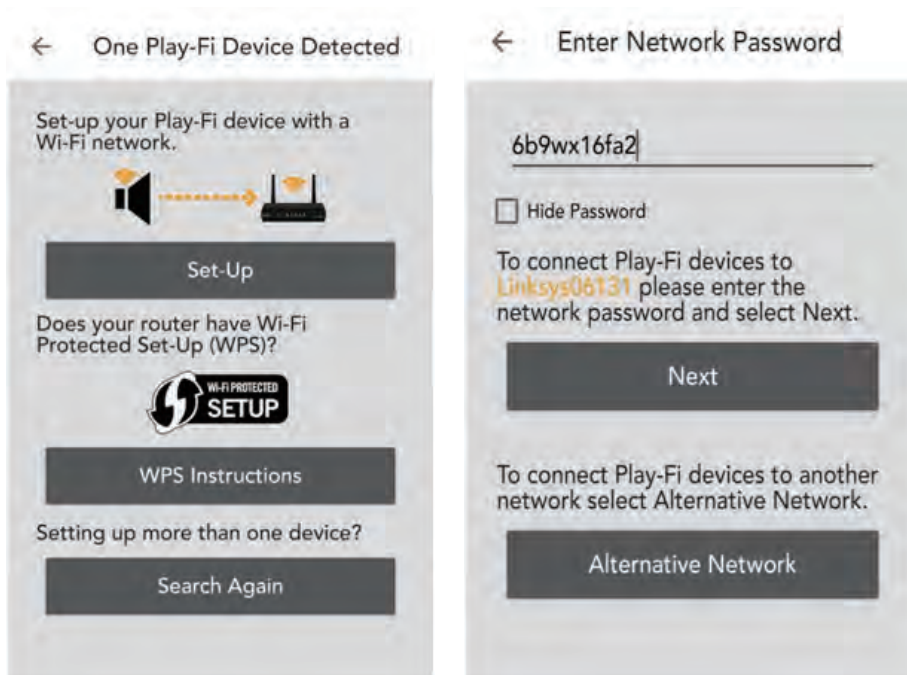 One Play-Fi Device Detected
Set-up your Play-Fi device with a
Wi-Fi network.
Set-Up
Does your router have Wi-Fi
Protected Set-Up (WPS)?
WI-FI PROTECTED
SETUP
WPS Instructions
Setting up more than one device?
Search Again
Enter Network Password
6b9wx16fa2
Hide Password
To connect Play-Fi devices to
Linksys06131 please enter the
network password and select Next.
Next
To connect Play-Fi devices to another
network select Alternative Network.
Alternative Network